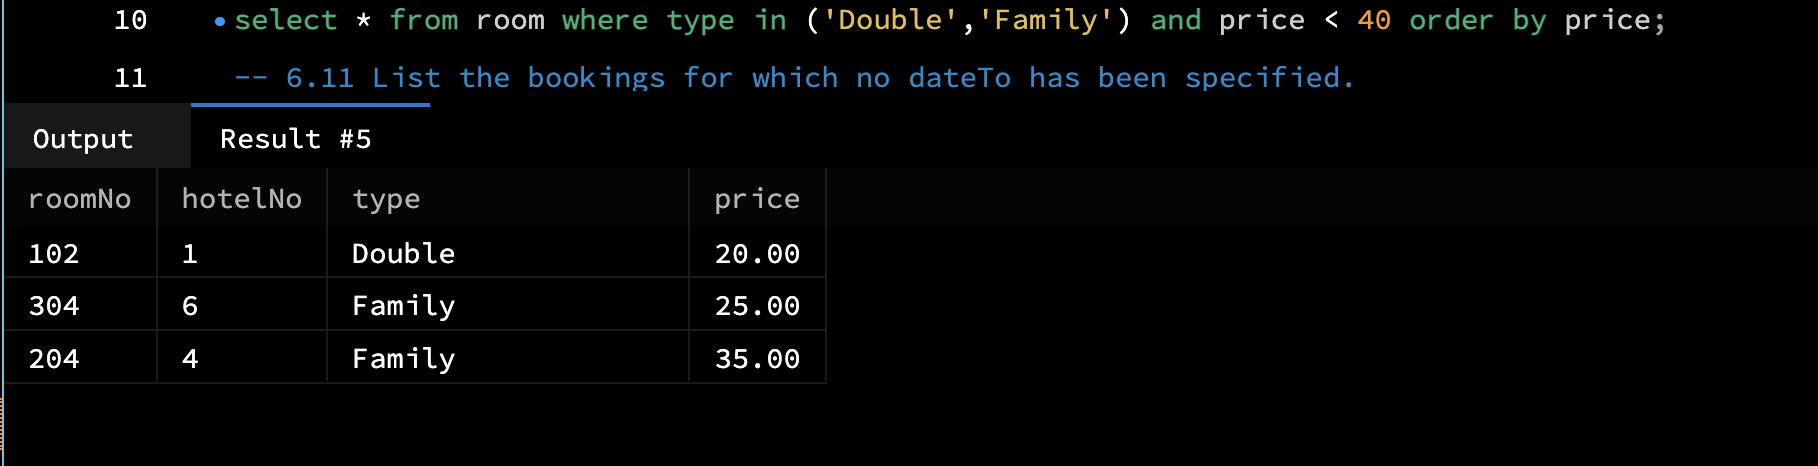 10 select * from room where type in ('Double','Family') and price < 40 order by price;
11 -- 6.11 List the bookings for which no dateTo has been specified.
Output Result #5
roomNo hotelNo type price
102 1 Double 20.00
304 6 Family 25.00
204 4 Family 35.00